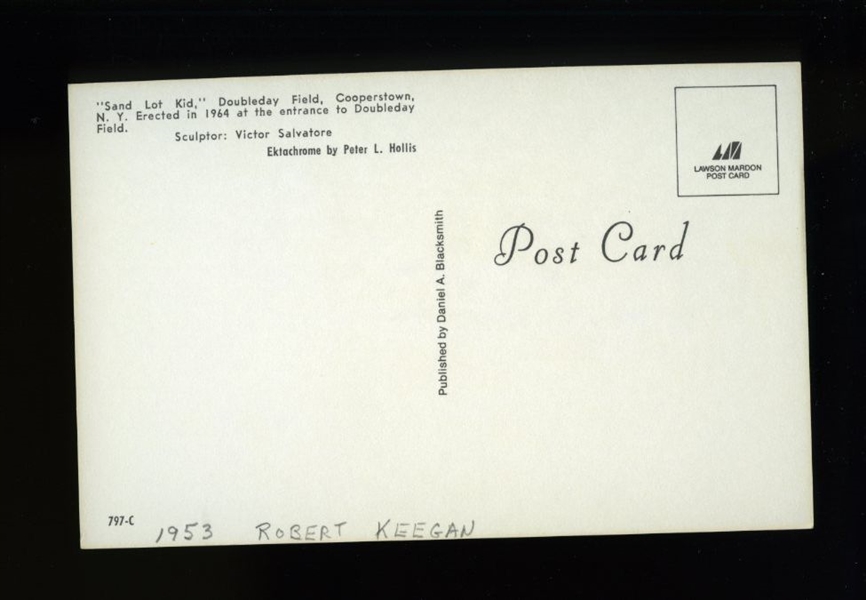 "Sand Lot Kid," Doubleday Field, Cooperstown,
N. Y. Erected in 1964 at the entrance to Doubleday
Field.
Sculptor: Victor Salvatore
Ektachrome by Peter L. Hollis
LAWSON MARDON
POST CARD
Post Card
Published by Daniel A. Blacksmith
797-C
1953 ROBERT KEEGAN